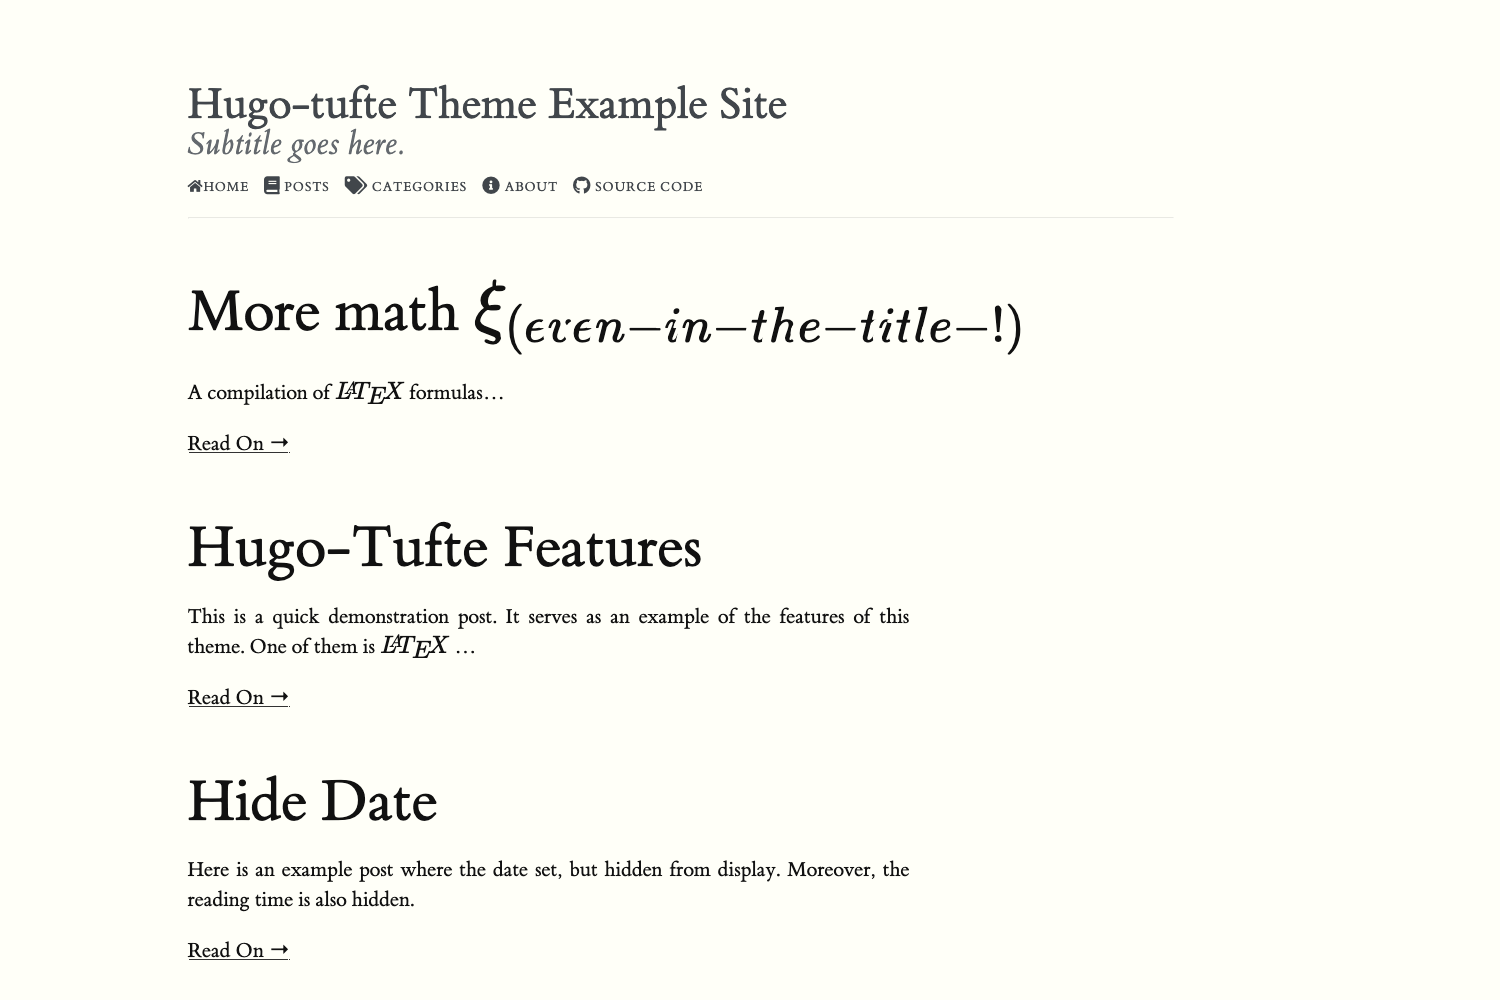 Hugo-tufte Theme Example Site
Subtitle goes here.
HOME POSTS CATEGORIES ABOUT SOURCE CODE
More math ξ(even−in−the−title−!)
A compilation of LATEX formulas…
Read On →
Hugo-Tufte Features
This is a quick demonstration post. It serves as an example of the features of this
theme. One of them is LATEX …
Read On →
Hide Date
Here is an example post where the date set, but hidden from display. Moreover, the
reading time is also hidden.
Read On →